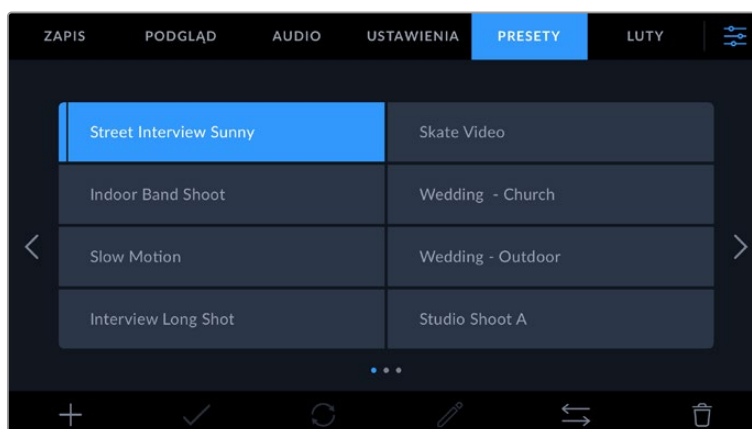 ZAPIS PODGLĄD AUDIO USTAWIENIA PRESETY LUTY
Street Interview Sunny Skate Video
Indoor Band Shoot Wedding - Church
Slow Motion Wedding - Outdoor
Interview Long Shot Studio Shoot A